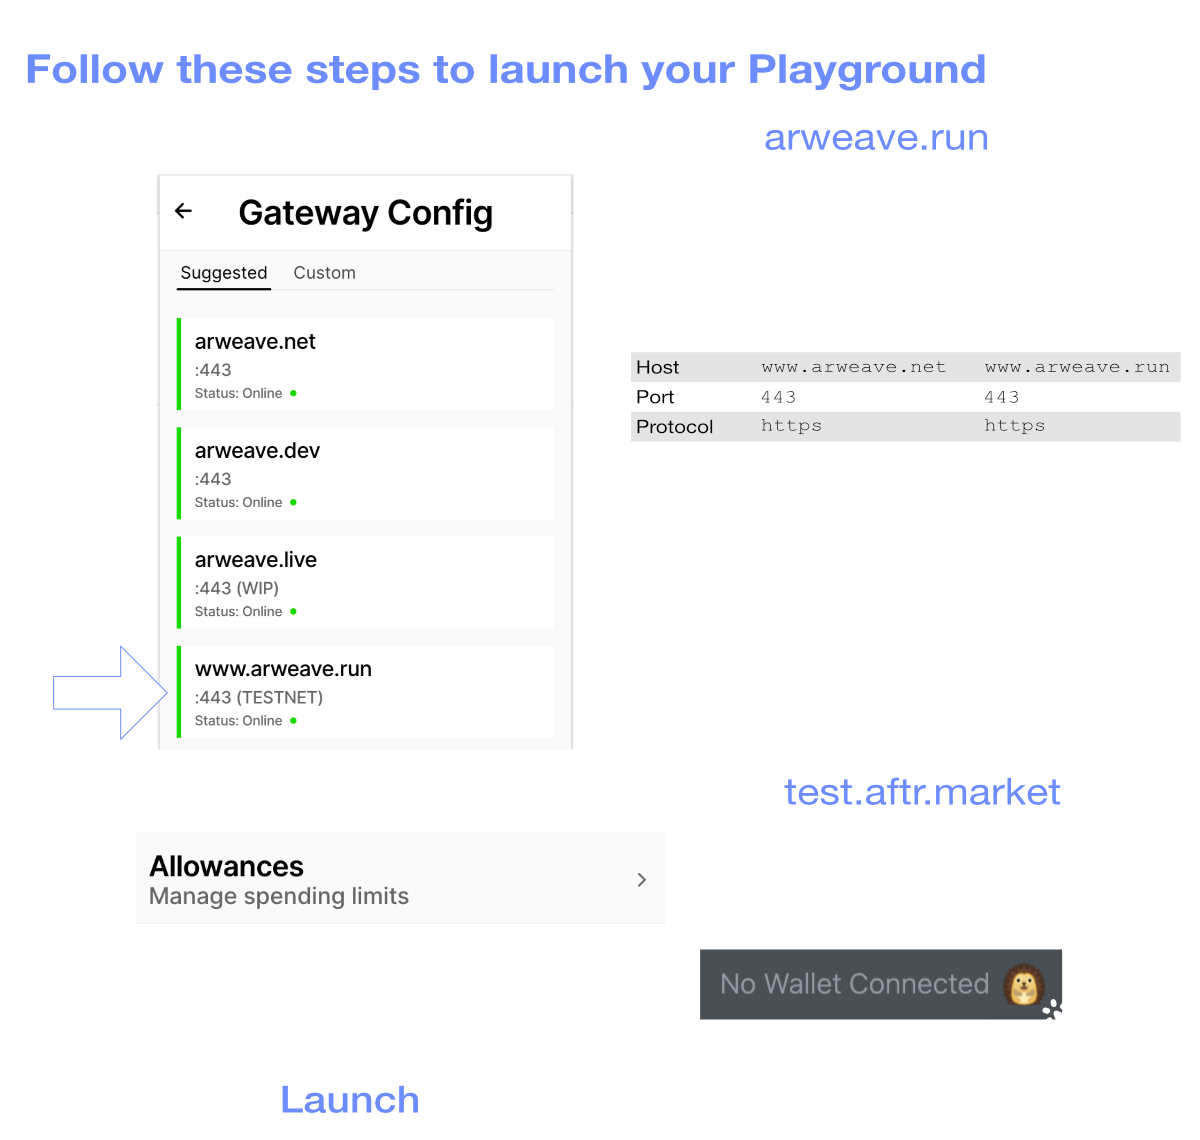 Follow these steps to launch your Playground
arweave.run
Gateway Config
Suggested Custom
arweave.net
:443
Status: Online
arweave.dev
:443
Status: Online
arweave.live
:443 (WIP)
Status: Online
www.arweave.run
:443 (TESTNET)
Status: Online
Host www.arweave.net www.arweave.run
Port 443 443
Protocol https https
test.aftr.market
Allowances
Manage spending limits
No Wallet Connected
Launch